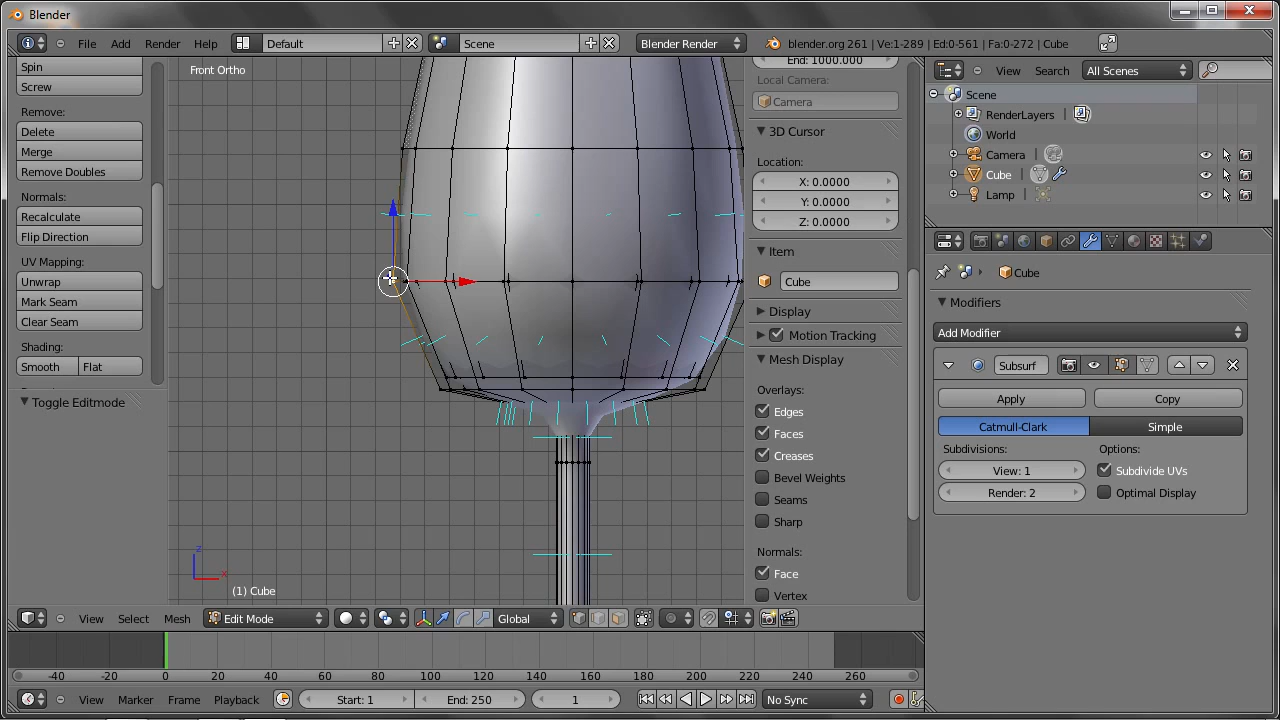 Blender
File Add Render Help Default Scene Blender Render blender.org 261 | Ve:1-289 | Ed:0-561 | Fa:0-272 | Cube
Spin
Screw
Remove:
Delete
Merge
Remove Doubles
Normals:
Recalculate
Flip Direction
UV Mapping:
Unwrap
Mark Seam
Clear Seam
Shading:
Smooth Flat
Toggle Editmode
Front Ortho
z
x
(1) Cube
End: 1000.000
Local Camera:
Camera
3D Cursor
Location:
X: 0.0000
Y: 0.0000
Z: 0.0000
Item
Cube
Display
Motion Tracking
Mesh Display
Overlays:
Edges
Faces
Creases
Bevel Weights
Seams
Sharp
Normals:
Face
Vertex
View Select Mesh Edit Mode Global
-40 -20 0 20 40 60 80 100 120 140 160 180 200 220 240 260
View Marker Frame Playback Start: 1 End: 250 1 No Sync
View Search All Scenes
Scene
RenderLayers |
World
Camera |
Cube |
Lamp |
Cube
Modifiers
Add Modifier
Subsurf
Apply Copy
Catmull-Clark Simple
Subdivisions: Options:
View: 1 Subdivide UVs
Render: 2 Optimal Display